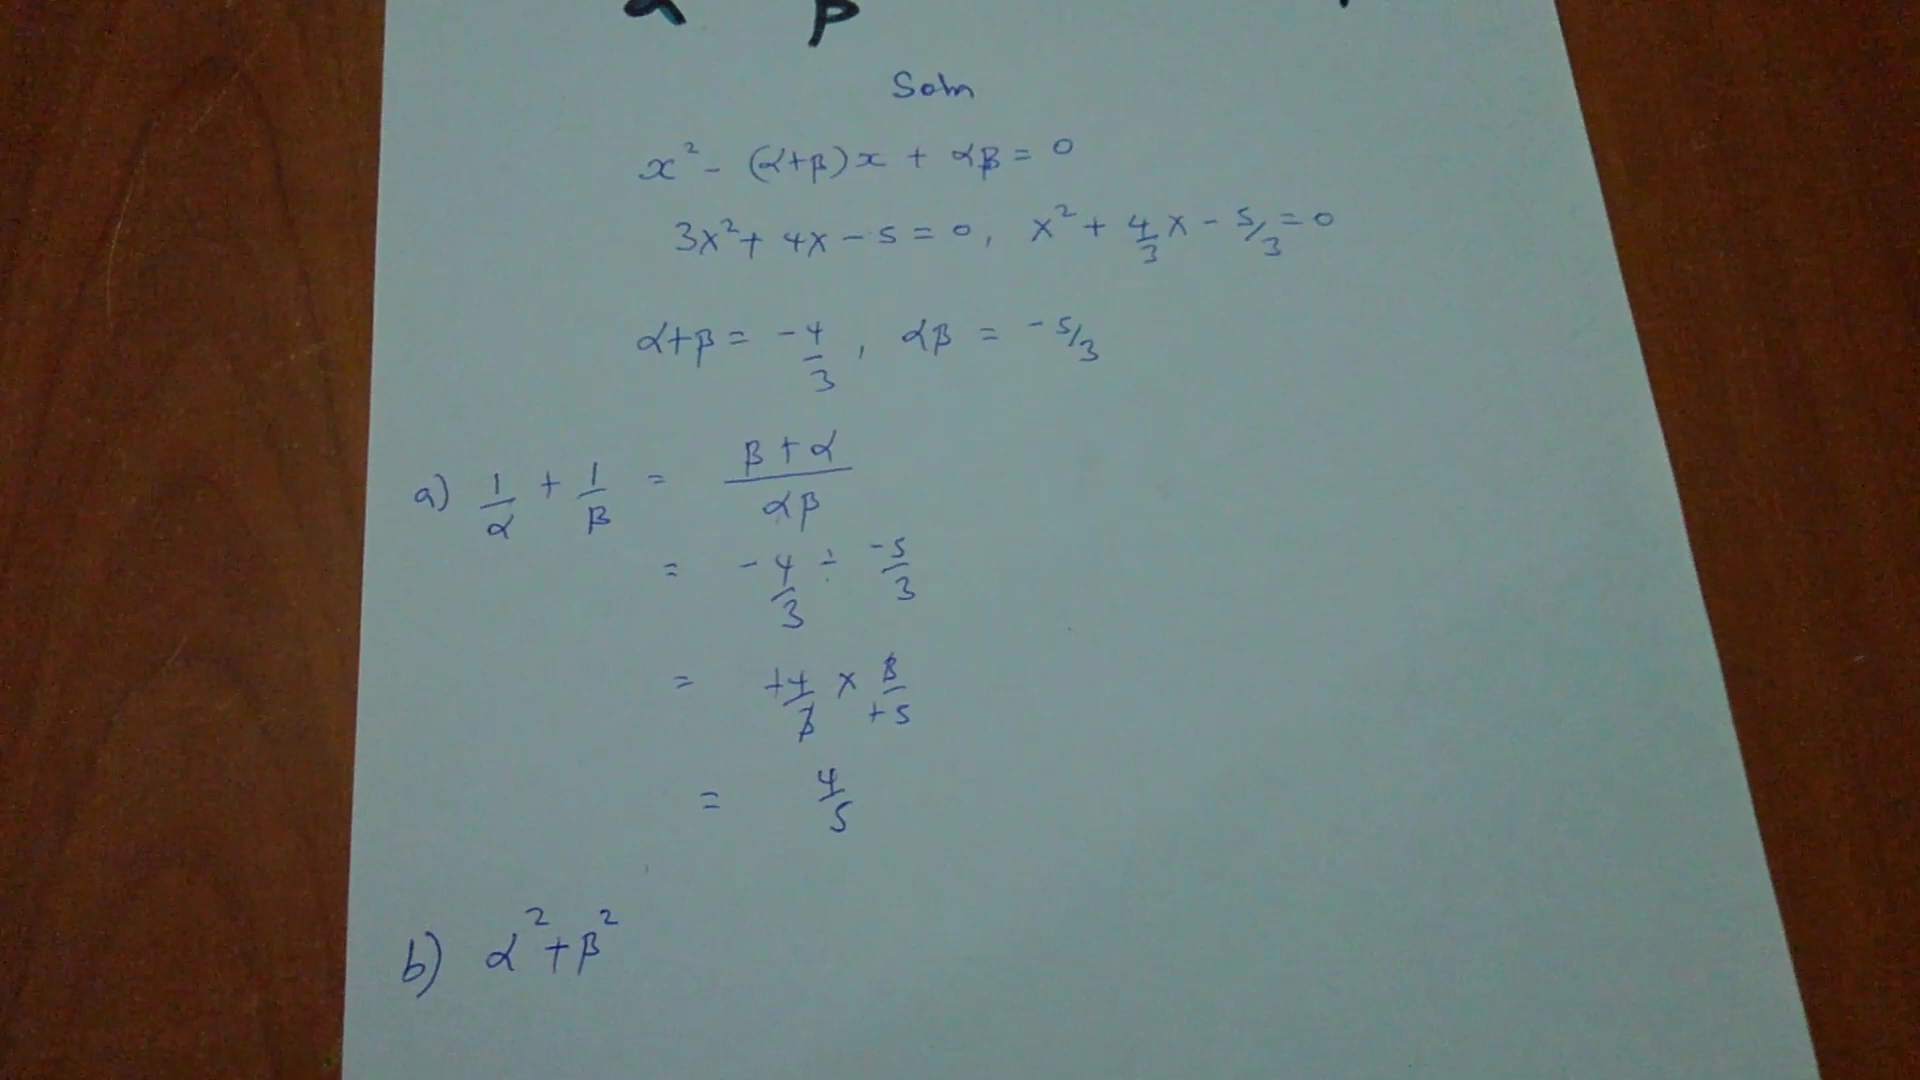 α β
Soln
x² - (α+β)x + αβ = 0
3x² + 4x - 5 = 0, x² + 4/3 x - 5/3 = 0
α+β = -4/3, αβ = -5/3
a) 1/α + 1/β = β + α / αβ
= -4/3 ÷ -5/3
= +4/3 × 3/+5
= 4/5
b) α² + β²